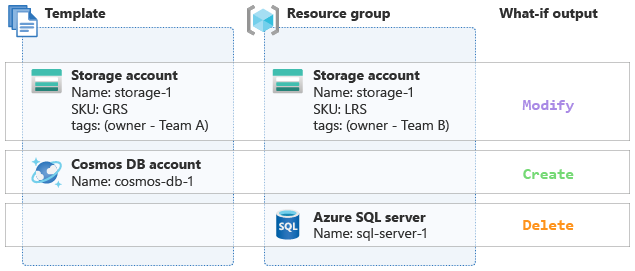 Template
Resource group
What-if output
Storage account
Name: storage-1
SKU: GRS
tags: (owner - Team A)
Storage account
Name: storage-1
SKU: LRS
tags: (owner - Team B)
Modify
Cosmos DB account
Name: cosmos-db-1
Create
SQL
Azure SQL server
Name: sql-server-1
Delete